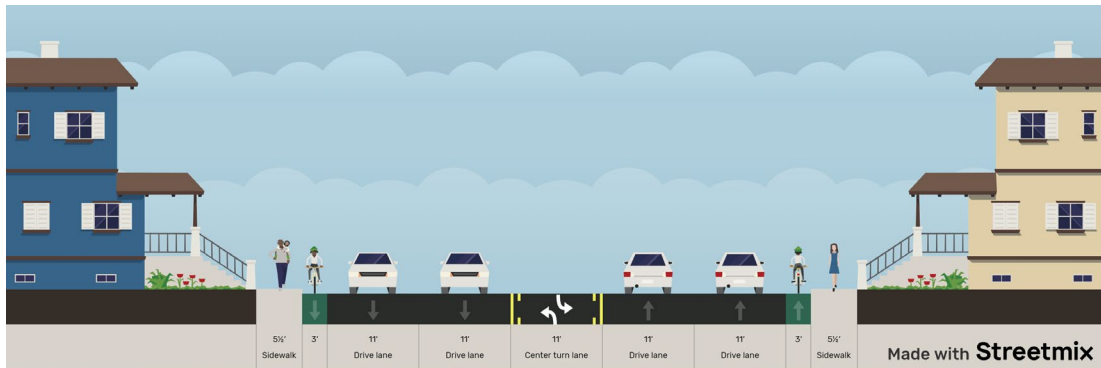 5½' 3' 11' 11' 11' 11' 11' 3' 5½'
Sidewalk Drive lane Drive lane Center turn lane Drive lane Drive lane Sidewalk
Made with Streetmix